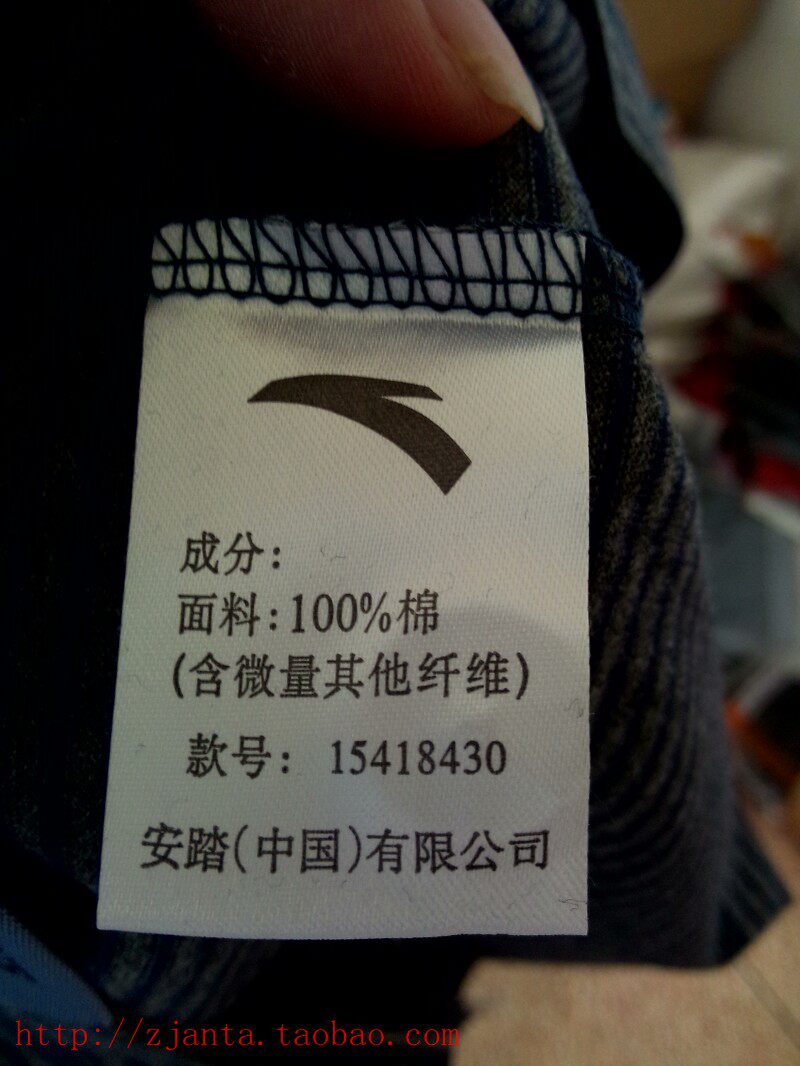 成分:
面料:100%棉
(含微量其他纤维)
款号: 15418430
安踏(中国)有限公司
http://zjanta.taobao.com